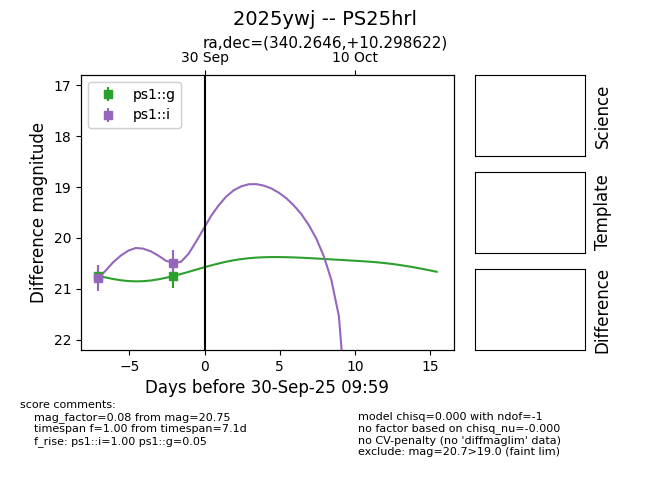 2025ywj -- PS25hrl
ra,dec=(340.2646,+10.298622)
30 Sep 10 Oct
ps1::g
ps1::i
17
18
19
20
21
22
Difference magnitude
−5 0 5 10 15
Days before 30-Sep-25 09:59
Science
Template
Difference
score comments:
mag_factor=0.08 from mag=20.75
timespan f=1.00 from timespan=7.1d
f_rise: ps1::i=1.00 ps1::g=0.05
model chisq=0.000 with ndof=-1
no factor based on chisq_nu=-0.000
no CV-penalty (no 'diffmaglim' data)
exclude: mag=20.7>19.0 (faint lim)